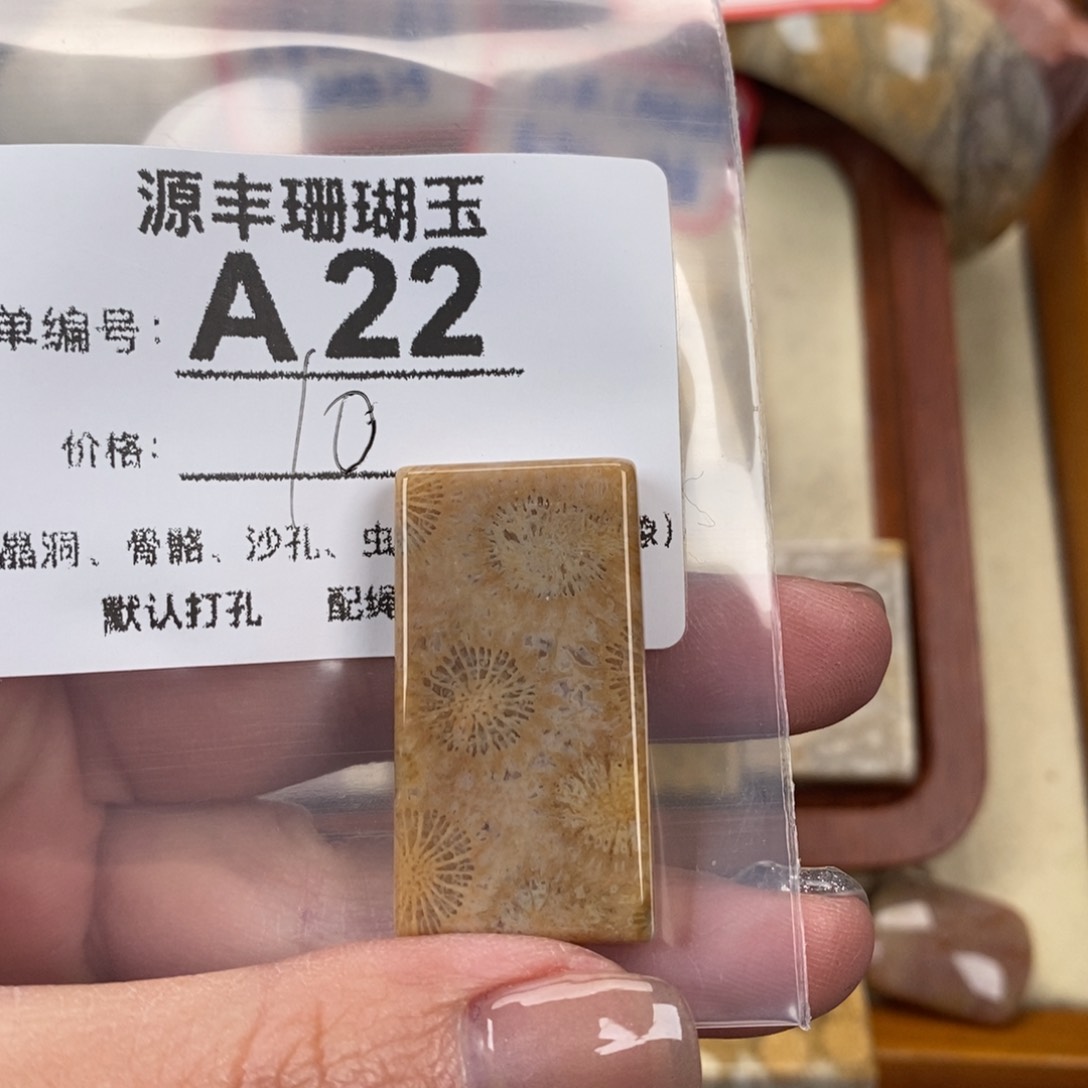 源丰珊瑚玉
A 22
单编号:
价格: 10
晶洞、骨骼、沙孔、虫
默认打孔 配绳